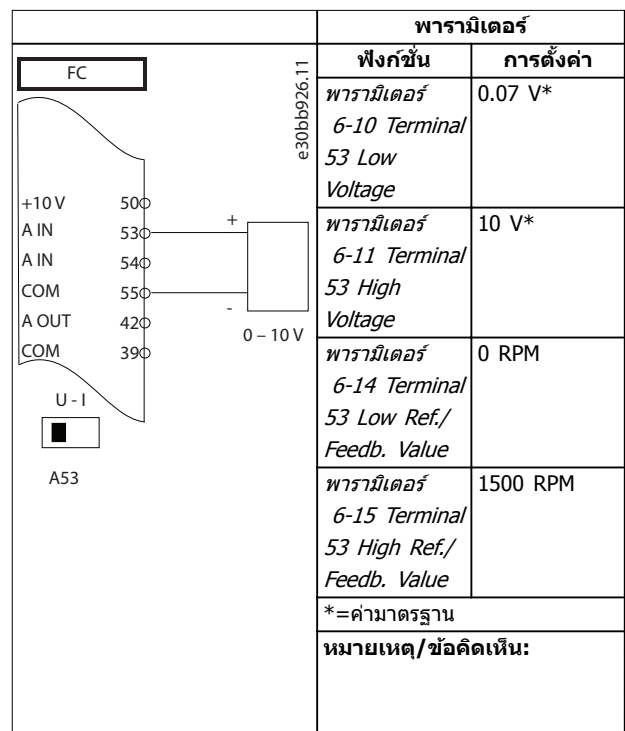 FC
e30bb926.11
+10 V 50
A IN 53
A IN 54
COM 55
A OUT 42
COM 39
+
-
0 – 10 V
U - I
A53
พารามิเตอร์
ฟังก์ชั่น การตั้งค่า
พารามิเตอร์ 0.07 V*
6-10 Terminal
53 Low
Voltage
พารามิเตอร์ 10 V*
6-11 Terminal
53 High
Voltage
พารามิเตอร์ 0 RPM
6-14 Terminal
53 Low Ref./
Feedb. Value
พารามิเตอร์ 1500 RPM
6-15 Terminal
53 High Ref./
Feedb. Value
*=ค่ามาตรฐาน
หมายเหตุ/ข้อคิดเห็น: